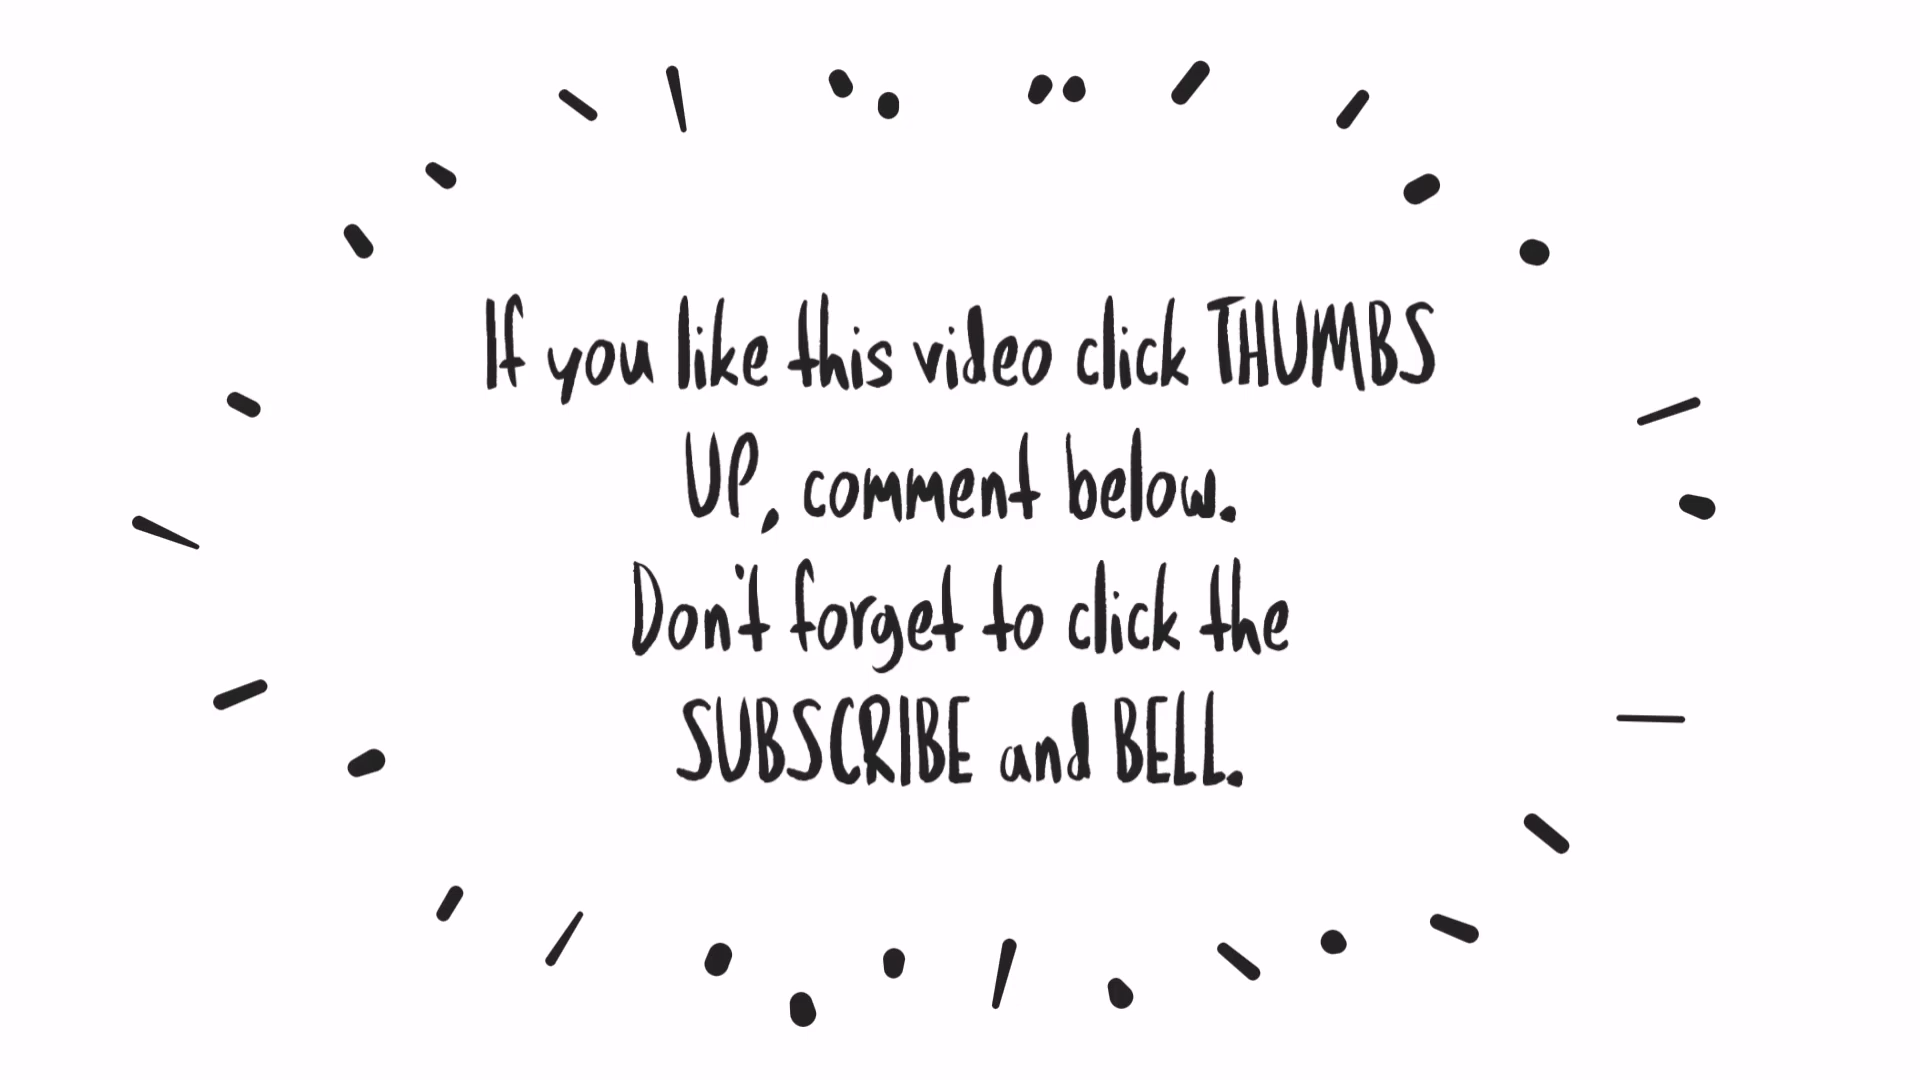 If you like this video click THUMBS
UP, comment below.
Don't forget to click the
SUBSCRIBE and BELL.